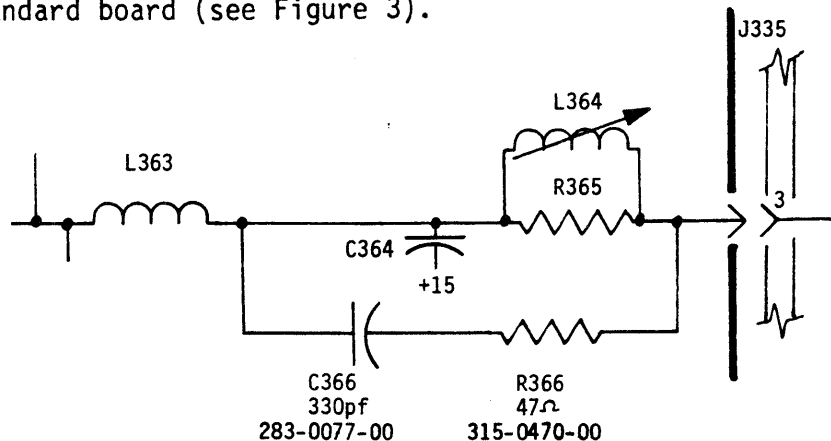 ndard board (see Figure 3).
J335
L364
L363
R365
3
C364
+15
C366
330pf
283-0077-00
R366
47Ω
315-0470-00